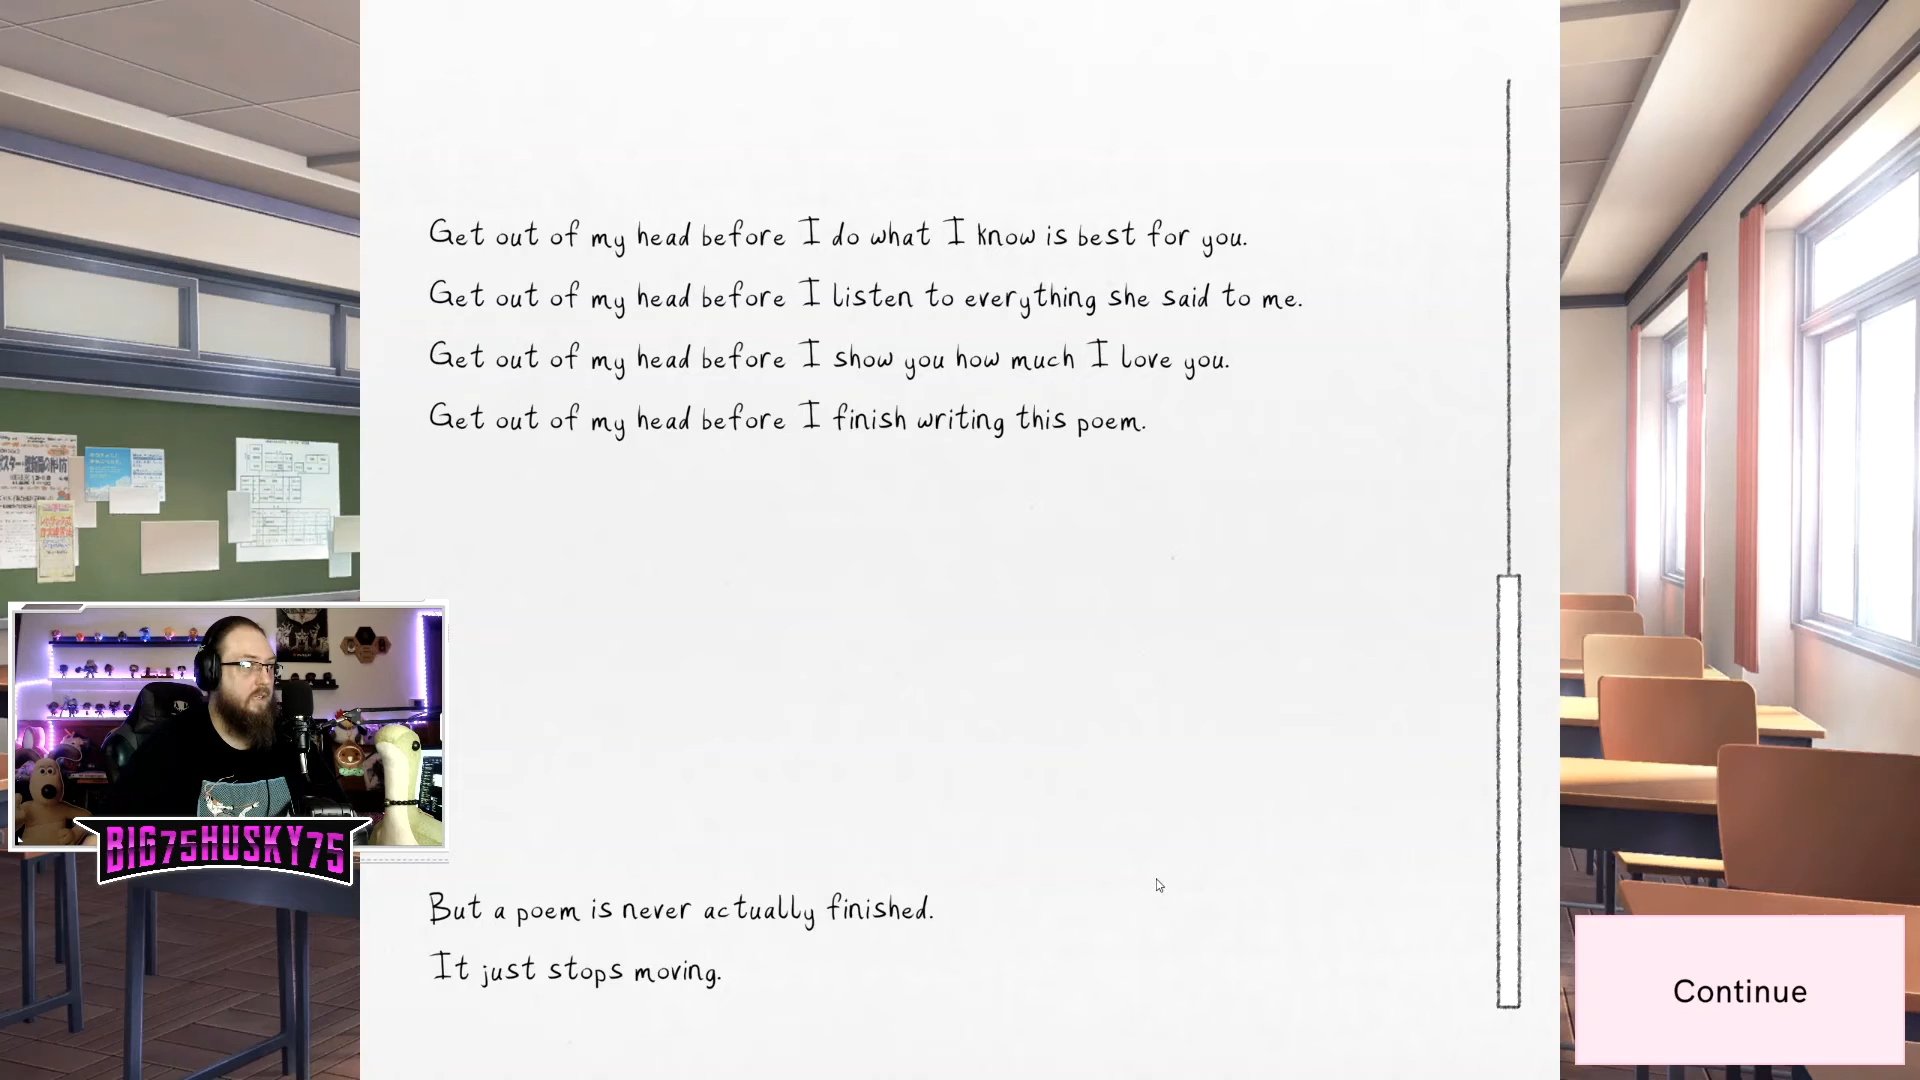 Get out of my head before I do what I know is best for you.
Get out of my head before I listen to everything she said to me.
Get out of my head before I show you how much I love you.
Get out of my head before I finish writing this poem.
But a poem is never actually finished.
It just stops moving.
BIG75HUSKY75
Continue